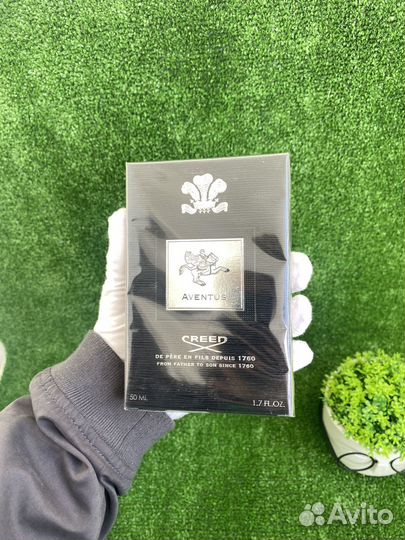 AVENTUS
CREED
DE PÈRE EN FILS DEPUIS 1760
FROM FATHER TO SON SINCE 1760
50 ML
1.7 FL.OZ.
Avito